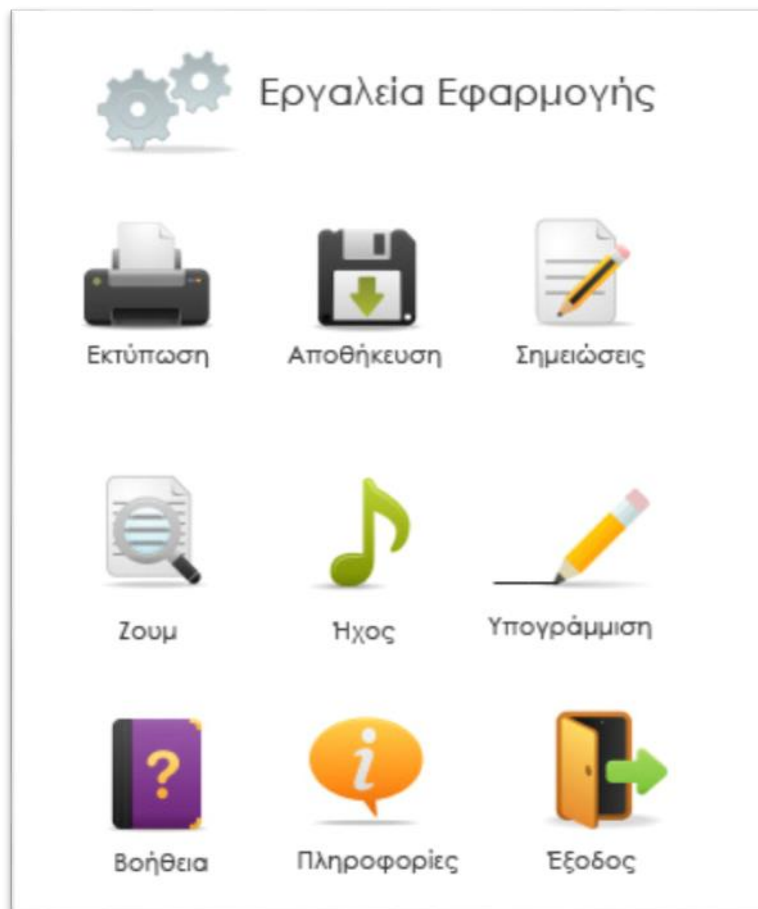 Εργαλεία Εφαρμογής
Εκτύπωση Αποθήκευση Σημειώσεις
Ζουμ Ήχος Υπογράμμιση
?
i
Βοήθεια Πληροφορίες Έξοδος